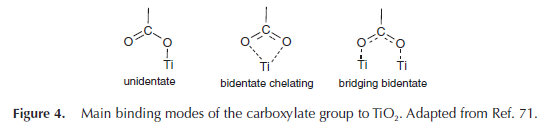 C
O
O
Ti
C
O
O
Ti
C
O
O
Ti
Ti
unidentate
bidentate chelating
bridging bidentate
Figure 4. Main binding modes of the carboxylate group to TiO₂. Adapted from Ref. 71.